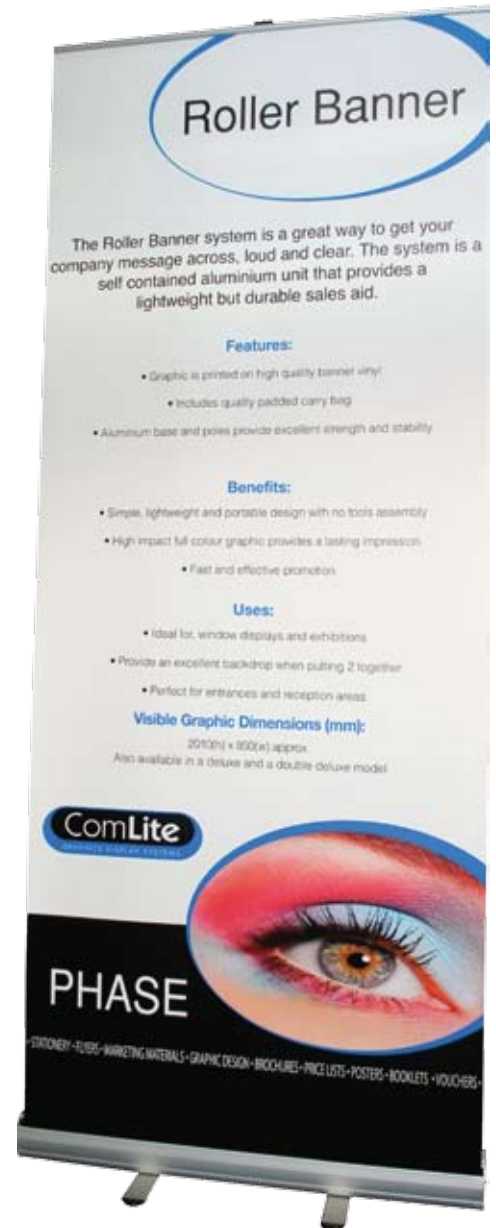 Roller Banner
The Roller Banner system is a great way to get your
company message across, loud and clear. The system is a
self contained aluminium unit that provides a
lightweight but durable sales aid.
Features:
• Graphic is printed on high quality banner vinyl
• Includes quality padded carry bag
• Aluminium base and poles provide excellent strength and stability
Benefits:
• Simple, lightweight and portable design with no tools assembly
• High impact full colour graphic provides a lasting impression
• Fast and effective promotion
Uses:
• Ideal for, window displays and exhibitions
• Provide an excellent backdrop when putting 2 together
• Perfect for entrances and reception areas
Visible Graphic Dimensions (mm):
2010(h) x 850(w) approx
Also available in a deluxe and a double deluxe model
ComLite
GRAPHICS DISPLAY SYSTEMS
PHASE
• STATIONERY • FLYERS • MARKETING MATERIALS • GRAPHIC DESIGN • BROCHURES • PRICE LISTS • POSTERS • BOOKLETS • VOUCHERS •